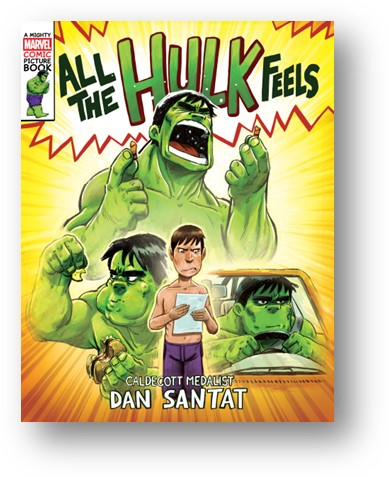 A MIGHTY
MARVEL
COMIC
PICTURE
BOOK
ALL
THE
HULK
FEELS
CALDECOTT MEDALIST
DAN SANTAT